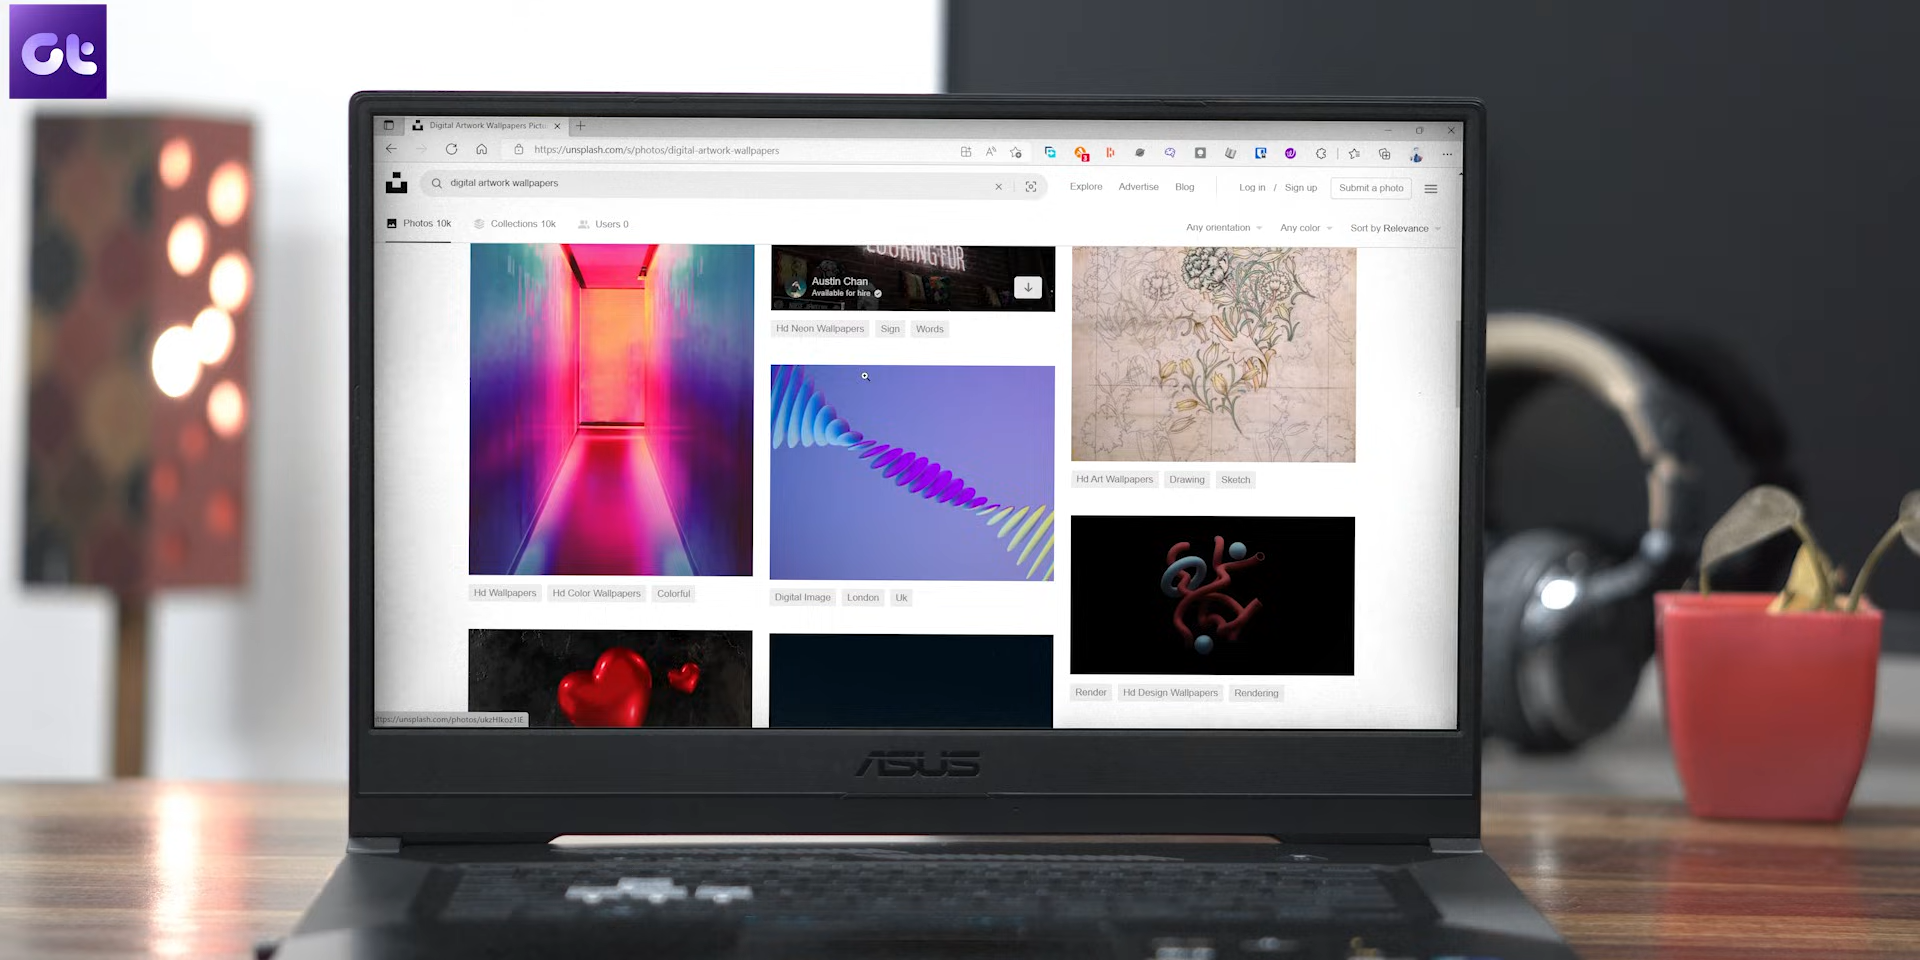 Gt
Digital Artwork Wallpapers Pictu
https://unsplash.com/s/photos/digital-artwork-wallpapers
digital artwork wallpapers
Explore Advertise Blog Log in / Sign up Submit a photo
Photos 10k Collections 10k Users 0 Any orientation Any color Sort by Relevance
LOOKING FOR
Austin Chan
Available for hire
Hd Neon Wallpapers Sign Words
Hd Art Wallpapers Drawing Sketch
Hd Wallpapers Hd Color Wallpapers Colorful
Digital Image London Uk
Render Hd Design Wallpapers Rendering
ASUS